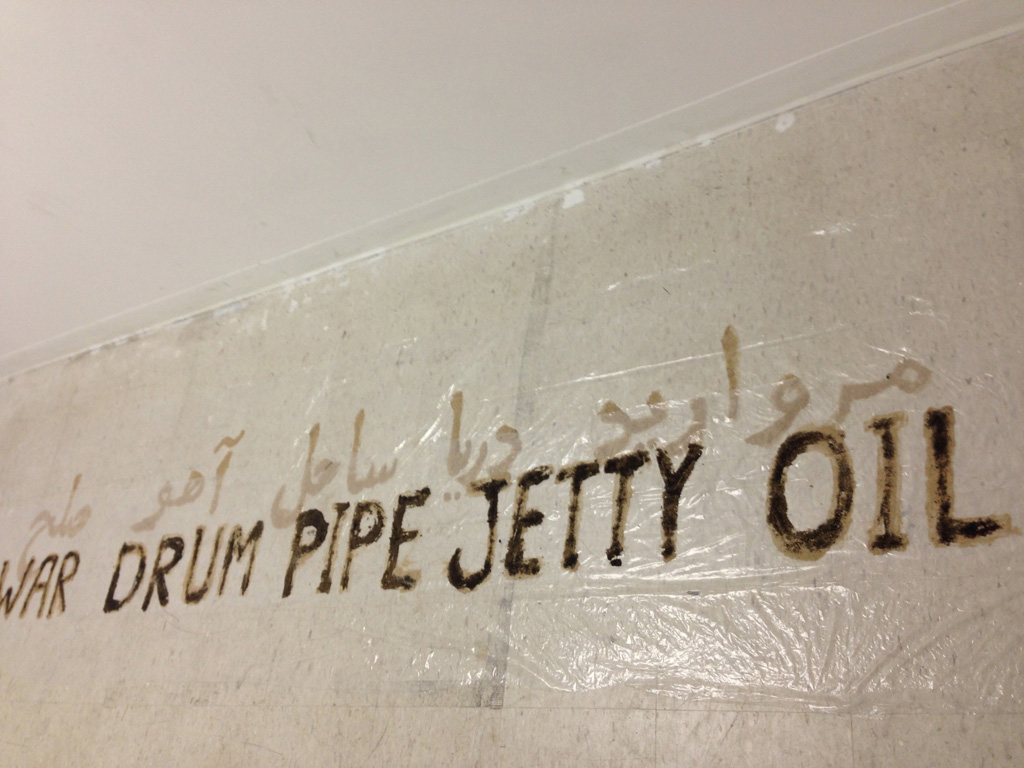 مروارید دریا ساحل آهو صلح
WAR DRUM PIPE JETTY OIL